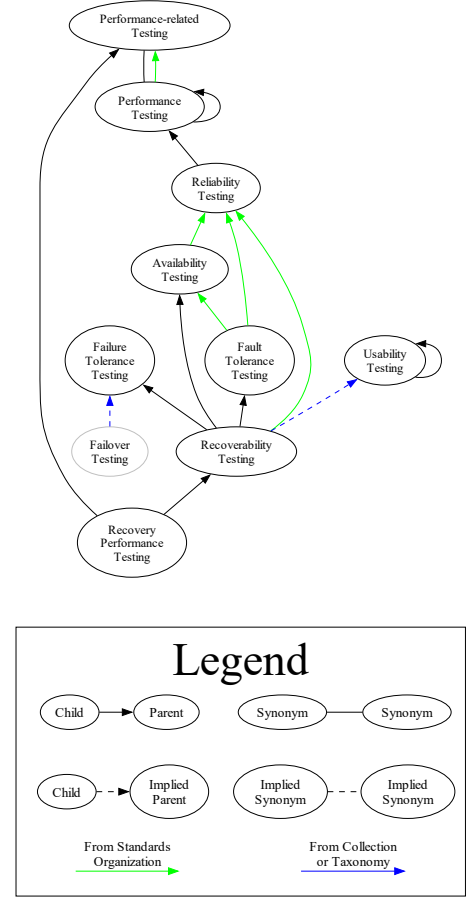 Performance-related
Testing
Performance
Testing
Reliability
Testing
Availability
Testing
Failure
Tolerance
Testing
Fault
Tolerance
Testing
Usability
Testing
Failover
Testing
Recoverability
Testing
Recovery
Performance
Testing
Legend
Child
Parent
Synonym
Synonym
Child
Implied
Parent
Implied
Synonym
Implied
Synonym
From Standards
Organization
From Collection
or Taxonomy